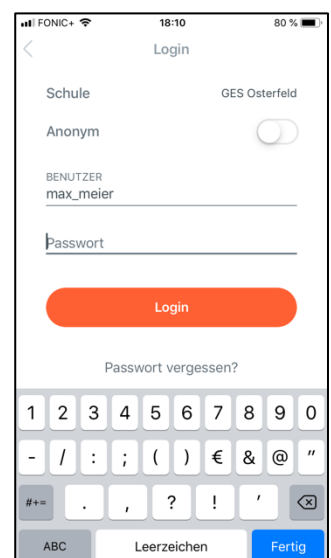 FONIC+ 18:10 80 %
Login
Schule GES Osterfeld
Anonym
BENUTZER
max_meier
Passwort
Login
Passwort vergessen?
1 2 3 4 5 6 7 8 9 0
- / : ; ( ) € & @ "
#+= . , ? ! '
ABC Leerzeichen Fertig